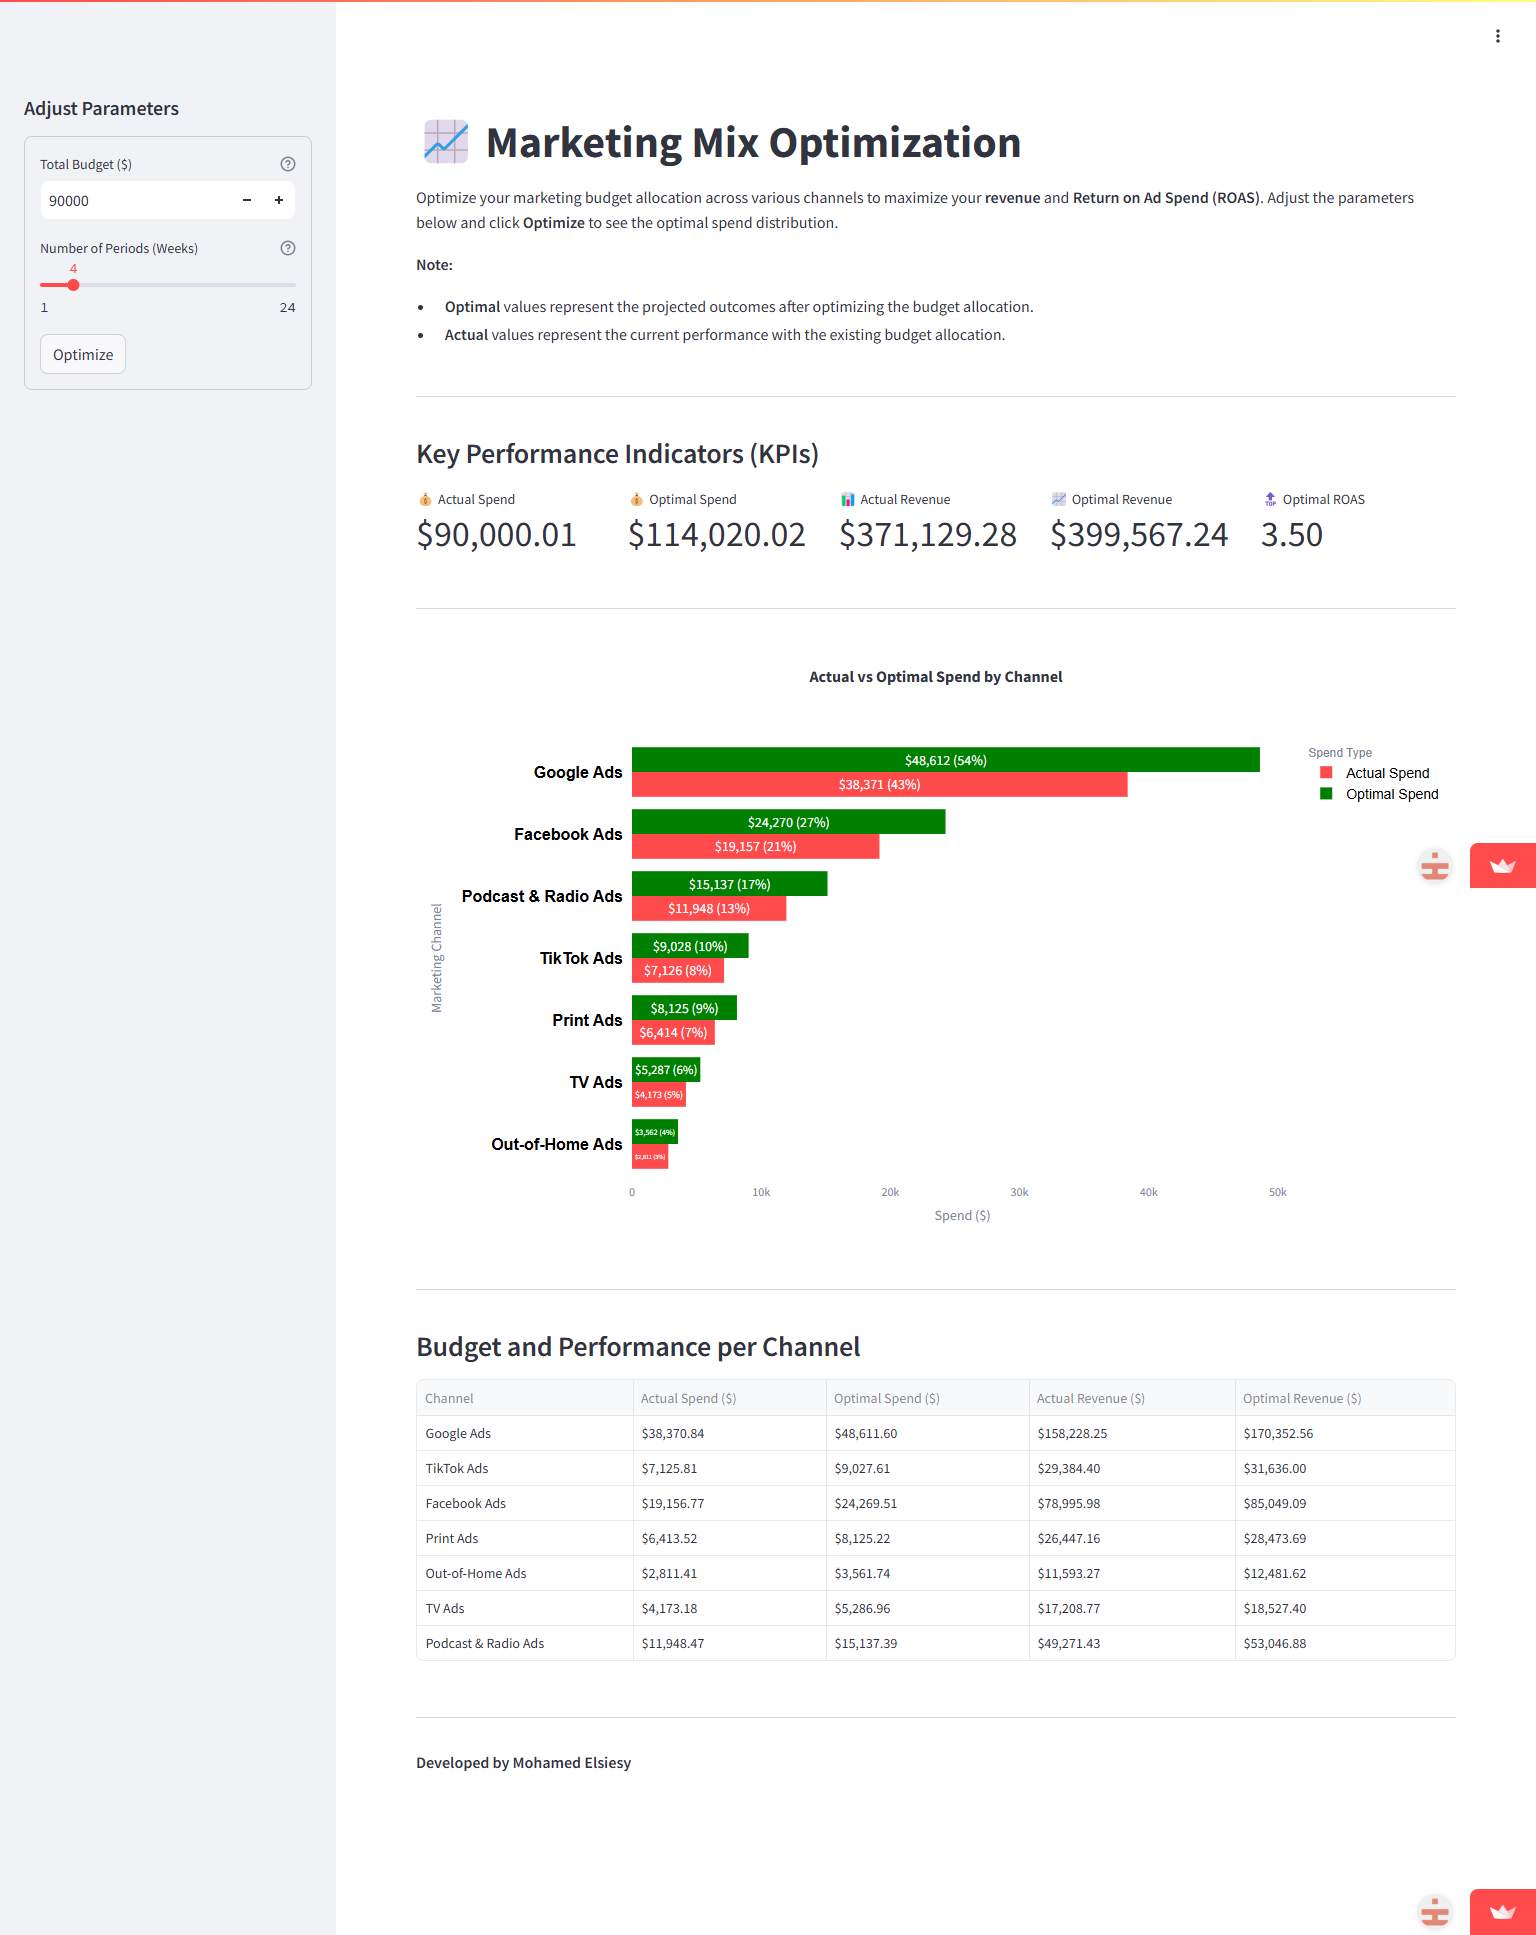 Adjust Parameters
Total Budget ($)
90000
Number of Periods (Weeks)
4
1 24
Optimize
Marketing Mix Optimization
Optimize your marketing budget allocation across various channels to maximize your revenue and Return on Ad Spend (ROAS). Adjust the parameters
below and click Optimize to see the optimal spend distribution.
Note:
• Optimal values represent the projected outcomes after optimizing the budget allocation.
• Actual values represent the current performance with the existing budget allocation.
Key Performance Indicators (KPIs)
Actual Spend Optimal Spend Actual Revenue Optimal Revenue TOP Optimal ROAS
$90,000.01 $114,020.02 $371,129.28 $399,567.24 3.50
Actual vs Optimal Spend by Channel
Spend Type
Actual Spend
Optimal Spend
Marketing Channel
$48,612 (54%)
Google Ads
$38,371 (43%)
$24,270 (27%)
Facebook Ads
$19,157 (21%)
$15,137 (17%)
Podcast & Radio Ads
$11,948 (13%)
$9,028 (10%)
TikTok Ads
$7,126 (8%)
$8,125 (9%)
Print Ads
$6,414 (7%)
$5,287 (6%)
TV Ads
$4,173 (5%)
$3,562 (4%)
Out-of-Home Ads
$2,811 (3%)
0 10k 20k 30k 40k 50k
Spend ($)
Budget and Performance per Channel
Channel Actual Spend ($) Optimal Spend ($) Actual Revenue ($) Optimal Revenue ($)
Google Ads $38,370.84 $48,611.60 $158,228.25 $170,352.56
TikTok Ads $7,125.81 $9,027.61 $29,384.40 $31,636.00
Facebook Ads $19,156.77 $24,269.51 $78,995.98 $85,049.09
Print Ads $6,413.52 $8,125.22 $26,447.16 $28,473.69
Out-of-Home Ads $2,811.41 $3,561.74 $11,593.27 $12,481.62
TV Ads $4,173.18 $5,286.96 $17,208.77 $18,527.40
Podcast & Radio Ads $11,948.47 $15,137.39 $49,271.43 $53,046.88
Developed by Mohamed Elsiesy